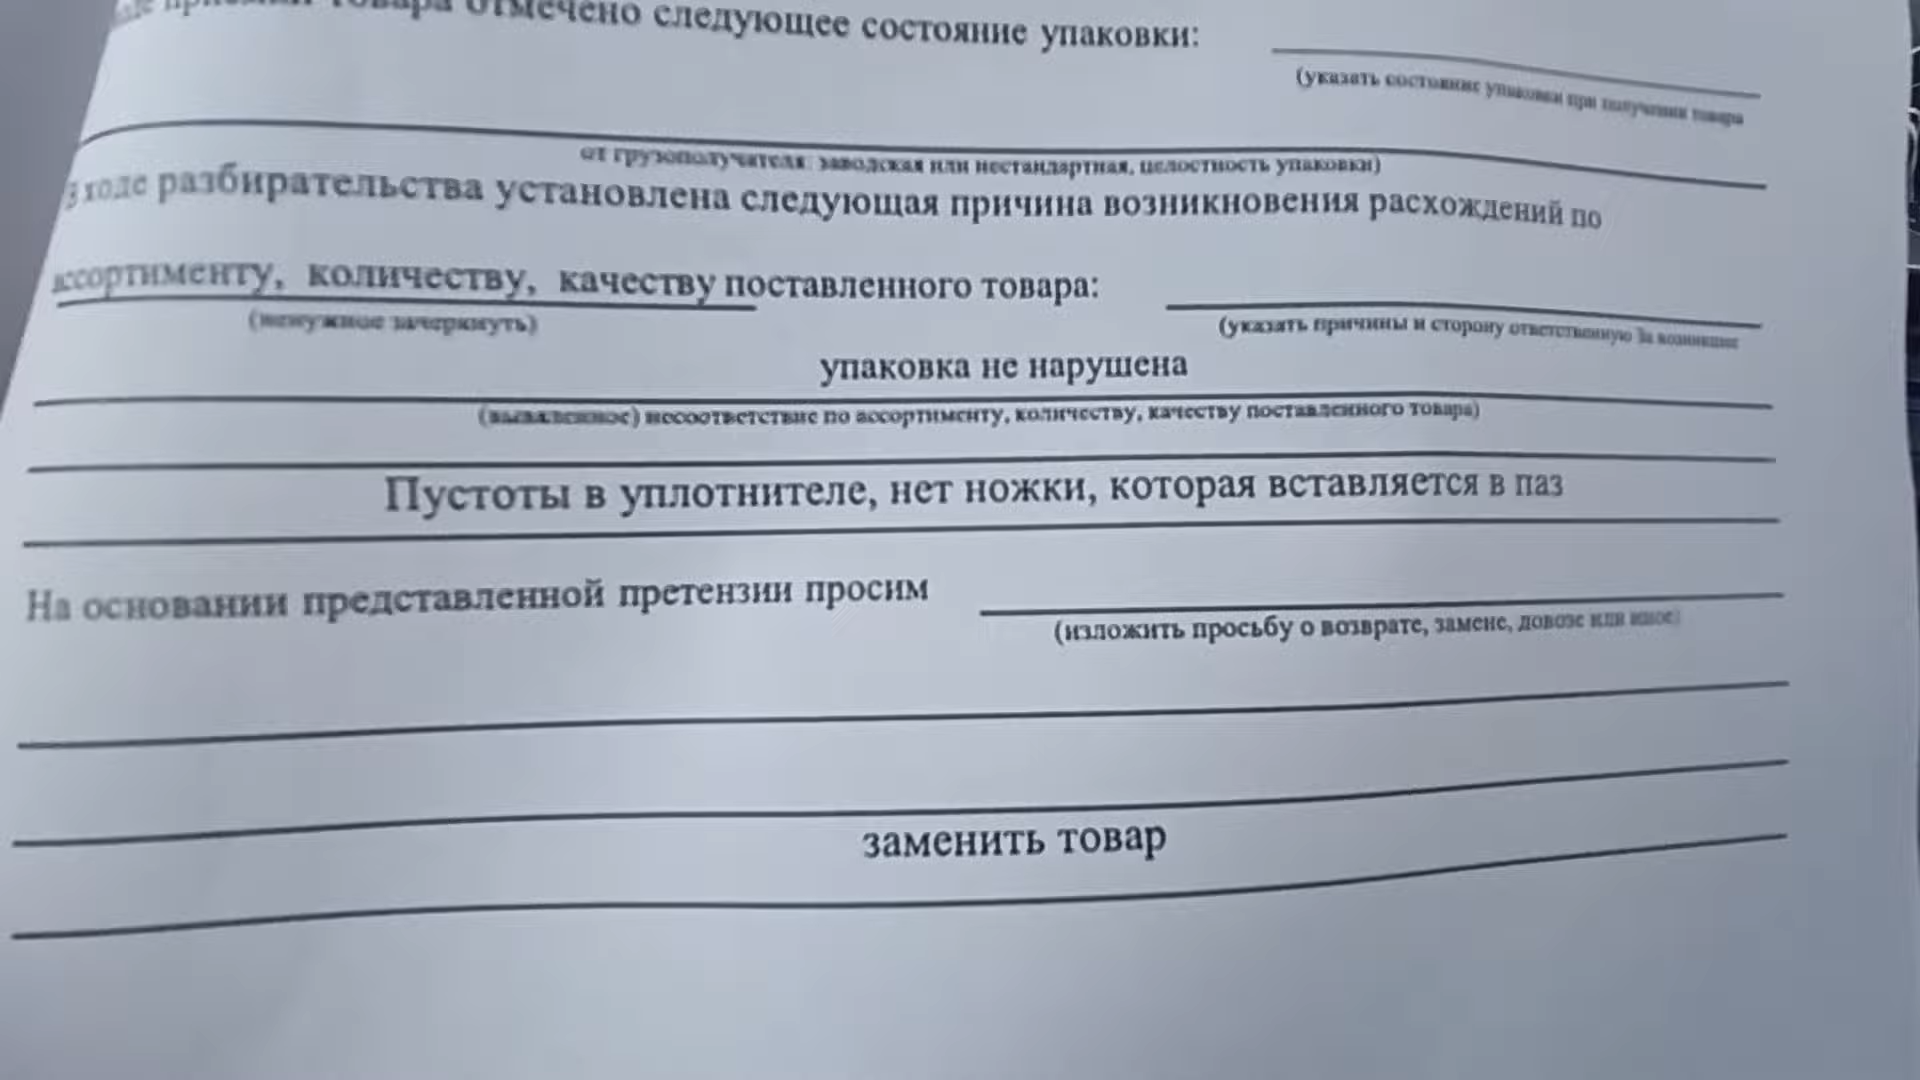 приемки товара отмечено следующее состояние упаковки:
(указать состояние упаковки при получении товара
от грузополучателя: заводская или нестандартная, целостность упаковки)
В ходе разбирательства установлена следующая причина возникновения расхождений по
ассортименту, количеству, качеству поставленного товара:
(ненужное зачеркнуть)
(указать причины и сторону ответственную За возникшие
упаковка не нарушена
(выявленное) несоответствие по ассортименту, количеству, качеству поставленного товара)
Пустоты в уплотнителе, нет ножки, которая вставляется в паз
На основании представленной претензии просим
(изложить просьбу о возврате, замене, довозе или иное)
заменить товар